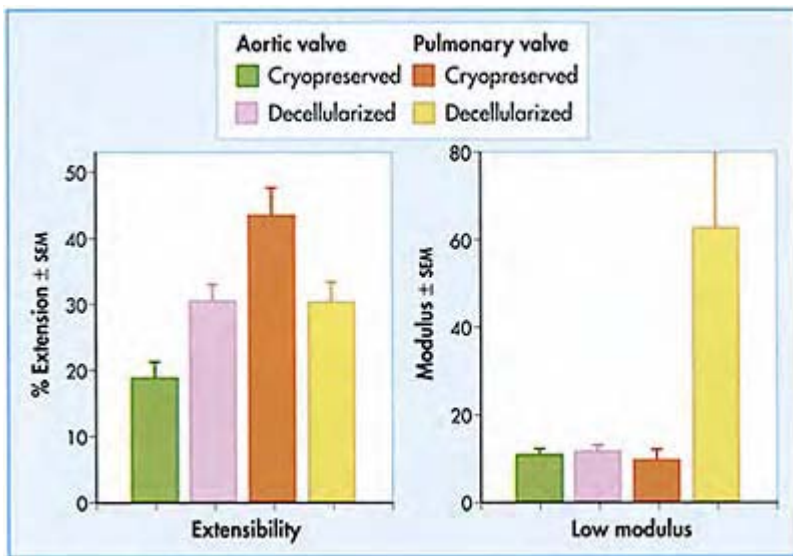 Aortic valve Pulmonary valve
Cryopreserved Cryopreserved
Decellularized Decellularized
% Extension ± SEM
50
40
30
20
10
0
Extensibility
Modulus ± SEM
80
60
40
20
0
Low modulus